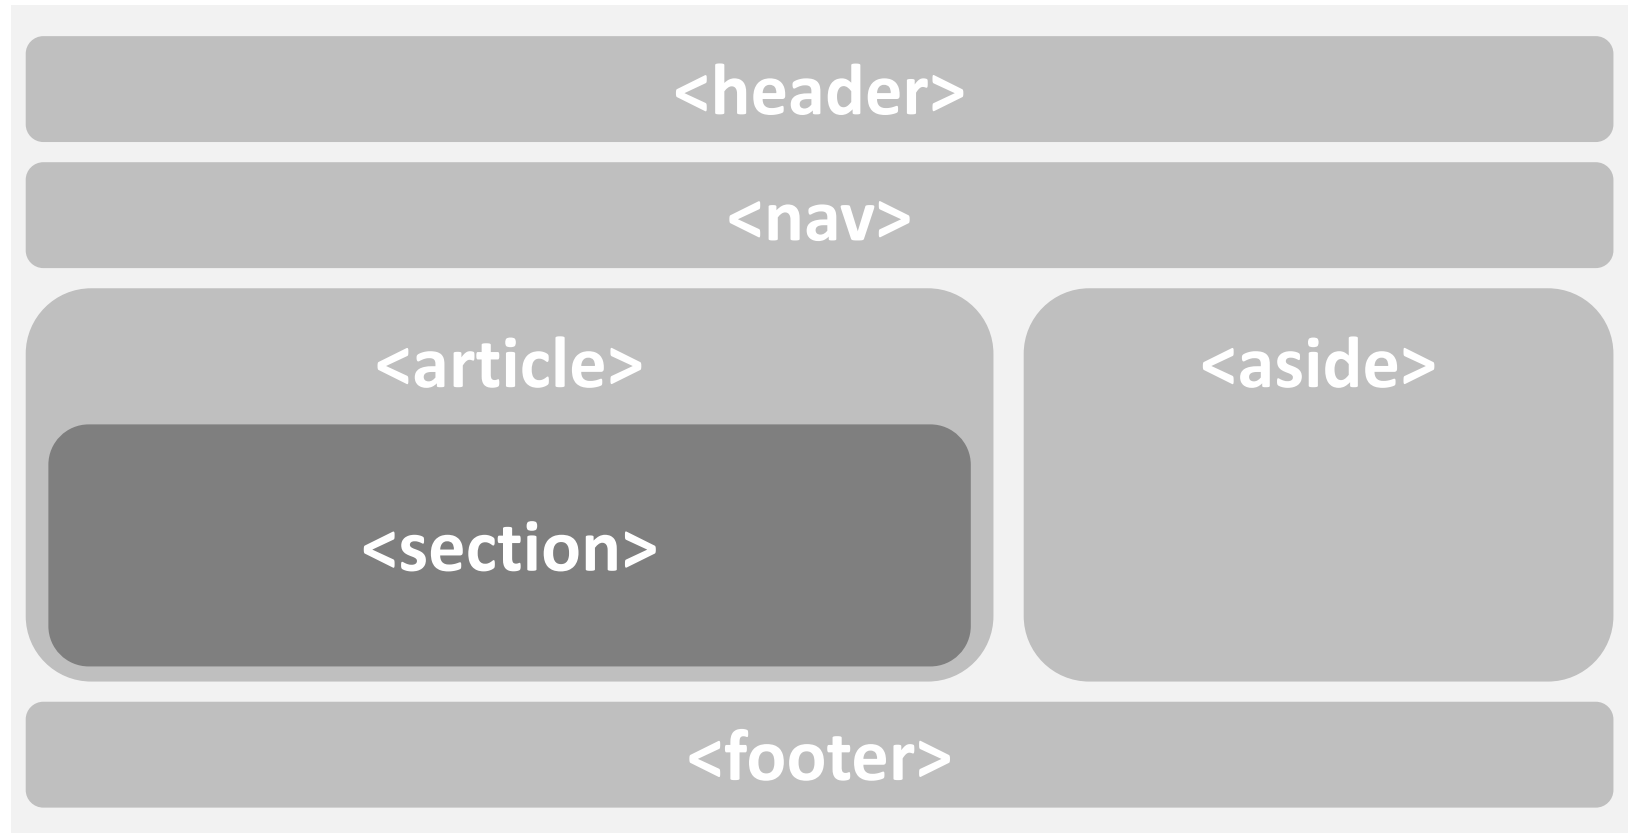 <header>
<nav>
<article>
<aside>
<section>
<footer>